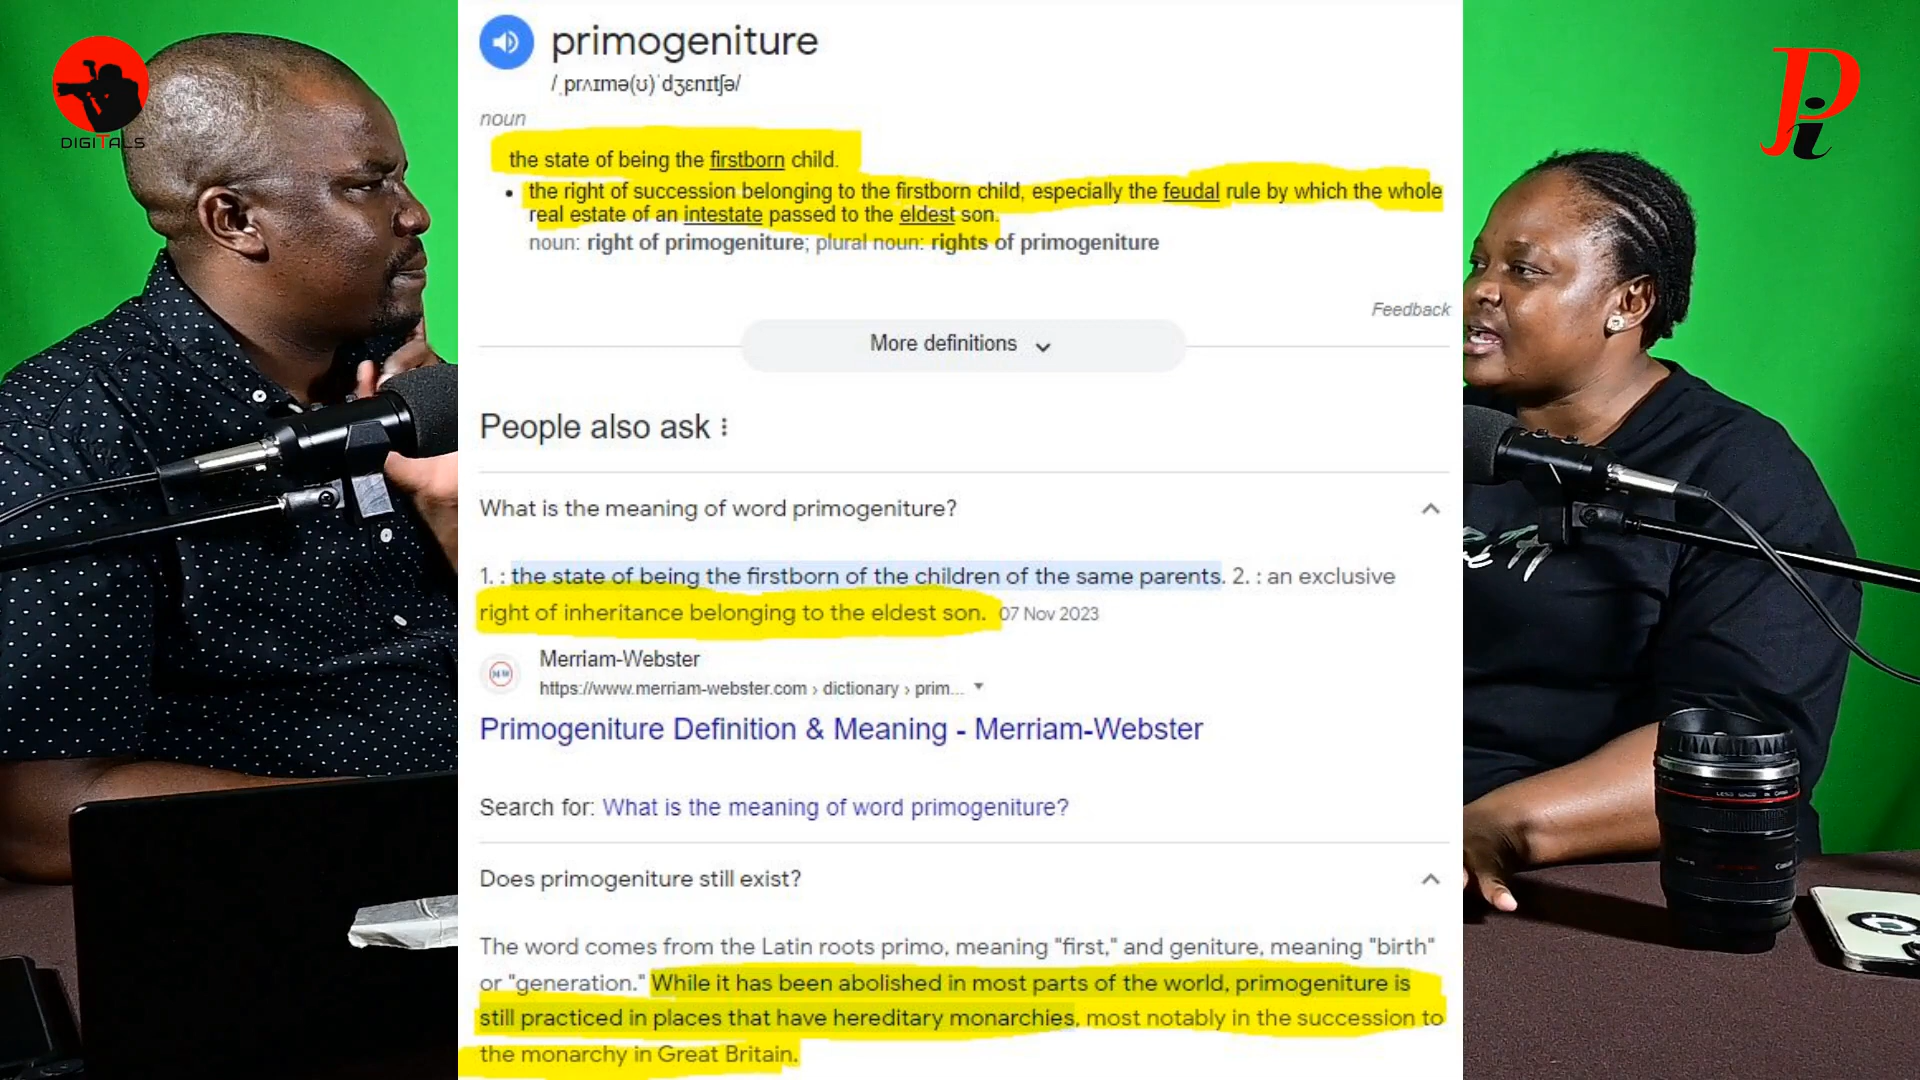 primogeniture
/ˌprʌɪmə(ʊ)ˈdʒɛnɪtʃə/
noun
the state of being the firstborn child.
• the right of succession belonging to the firstborn child, especially the feudal rule by which the whole
real estate of an intestate passed to the eldest son.
noun: right of primogeniture; plural noun: rights of primogeniture
Feedback
More definitions
People also ask
What is the meaning of word primogeniture?
1. : the state of being the firstborn of the children of the same parents. 2. : an exclusive
right of inheritance belonging to the eldest son. 07 Nov 2023
Merriam-Webster
https://www.merriam-webster.com › dictionary › prim...
Primogeniture Definition & Meaning - Merriam-Webster
Search for: What is the meaning of word primogeniture?
Does primogeniture still exist?
The word comes from the Latin roots primo, meaning "first," and geniture, meaning "birth"
or "generation." While it has been abolished in most parts of the world, primogeniture is
still practiced in places that have hereditary monarchies, most notably in the succession to
the monarchy in Great Britain.
DIGITALS
Pi